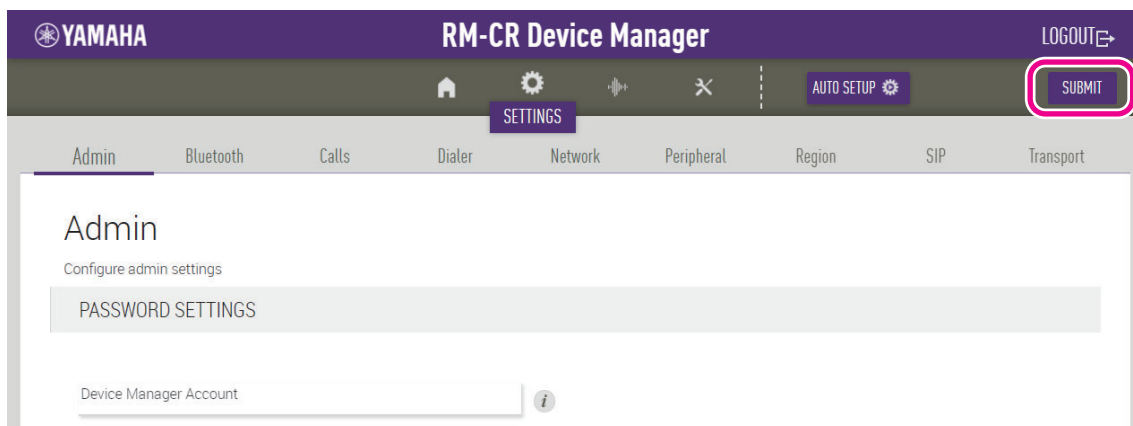 YAMAHA RM-CR Device Manager LOGOUT
AUTO SETUP SUBMIT
SETTINGS
Admin Bluetooth Calls Dialer Network Peripheral Region SIP Transport
Admin
Configure admin settings
PASSWORD SETTINGS
Device Manager Account i